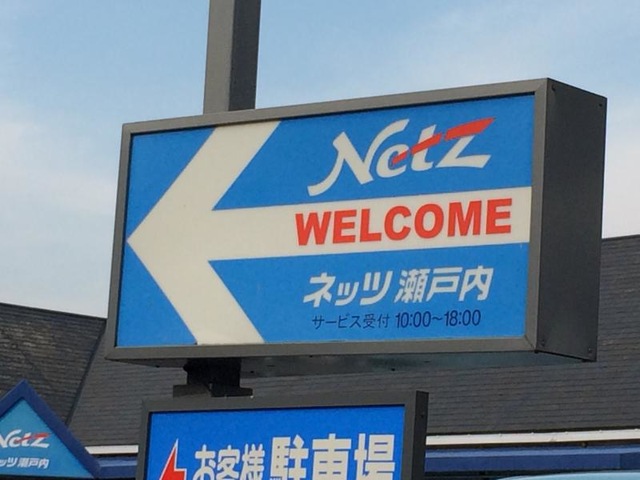 Netz
WELCOME
ネッツ 瀬戸内
サービス受付 10:00〜18:00
お客様 駐車場
Netz
ッツ 瀬戸内